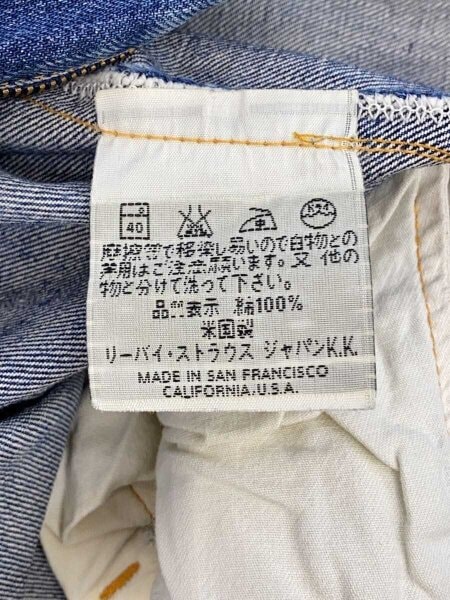 40
摩擦等で移染し易いので白物との
着用はご注意願います。又 他の
物と分けて洗って下さい。
品質表示 綿100%
米国製
リーバイ・ストラウス ジャパンK.K.
MADE IN SAN FRANCISCO
CALIFORNIA, U.S.A.